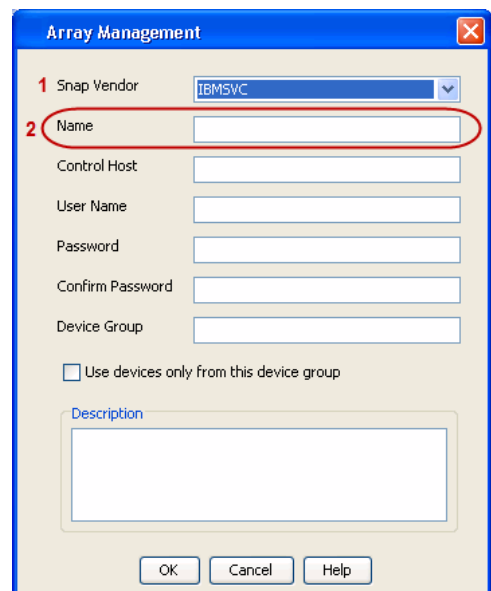 Array Management
1 Snap Vendor IBMSVC
2 Name
Control Host
User Name
Password
Confirm Password
Device Group
Use devices only from this device group
Description
OK Cancel Help